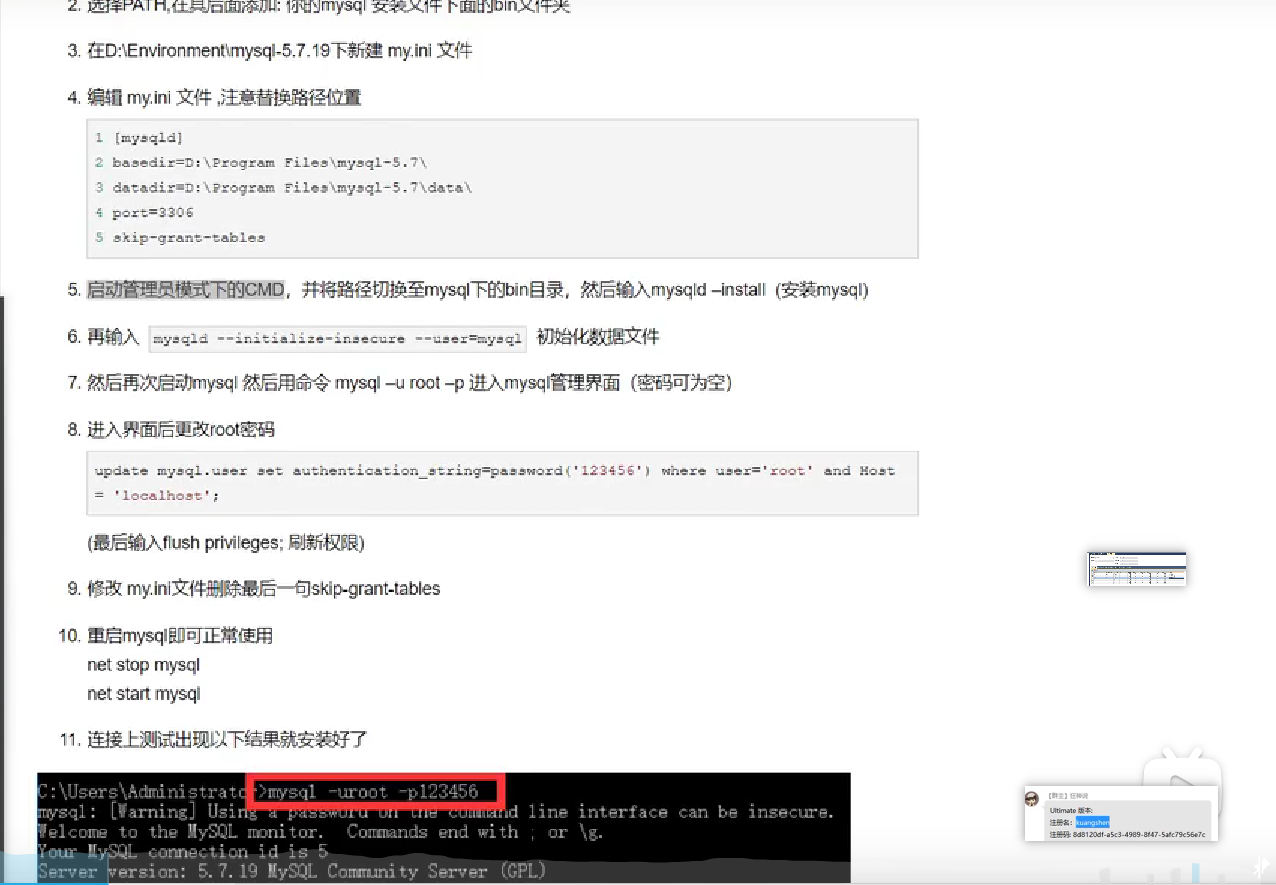 2. 选择PATH,在其后面添加: 你的mysql 安装文件下面的bin文件夹
3. 在D:\Environment\mysql-5.7.19下新建 my.ini 文件
4. 编辑 my.ini 文件 ,注意替换路径位置
1 [mysqld]
2 basedir=D:\Program Files\mysql-5.7\
3 datadir=D:\Program Files\mysql-5.7\data\
4 port=3306
5 skip-grant-tables
5. 启动管理员模式下的CMD，并将路径切换至mysql下的bin目录，然后输入mysqld –install (安装mysql)
6. 再输入 mysqld --initialize-insecure --user=mysql 初始化数据文件
7. 然后再次启动mysql 然后用命令 mysql –u root –p 进入mysql管理界面（密码可为空）
8. 进入界面后更改root密码
update mysql.user set authentication_string=password('123456') where user='root' and Host
= 'localhost';
(最后输入flush privileges; 刷新权限)
9. 修改 my.ini文件删除最后一句skip-grant-tables
10. 重启mysql即可正常使用
net stop mysql
net start mysql
11. 连接上测试出现以下结果就安装好了
C:\Users\Administrator>mysql -uroot -p123456
mysql: [Warning] Using a password on the command line interface can be insecure.
Welcome to the MySQL monitor.  Commands end with ; or \g.
Your MySQL connection id is 5
Server version: 5.7.19 MySQL Community Server (GPL)
【群主】狂神说
Ultimate 版本:
注册名: kuangshen
注册码: 8d8120df-a5c3-4989-8f47-5afc79c56e7c